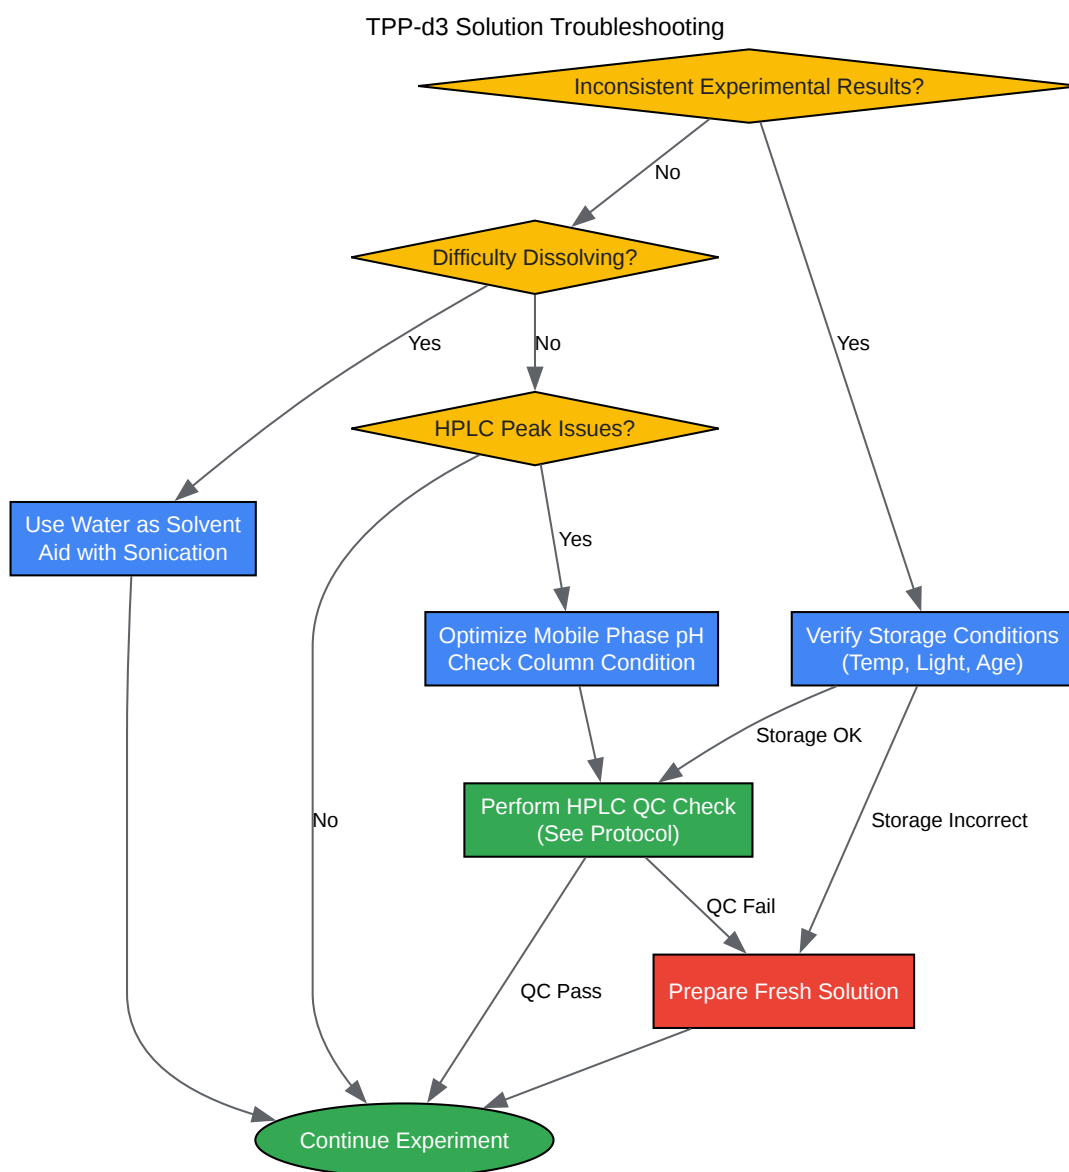 TPP-d3 Solution Troubleshooting
Inconsistent Experimental Results?
No
Difficulty Dissolving?
Yes
No
Yes
HPLC Peak Issues?
Use Water as Solvent
Aid with Sonication
Yes
Optimize Mobile Phase pH
Check Column Condition
Verify Storage Conditions
(Temp, Light, Age)
Storage OK
No
Perform HPLC QC Check
(See Protocol)
Storage Incorrect
QC Fail
QC Pass
Prepare Fresh Solution
Continue Experiment